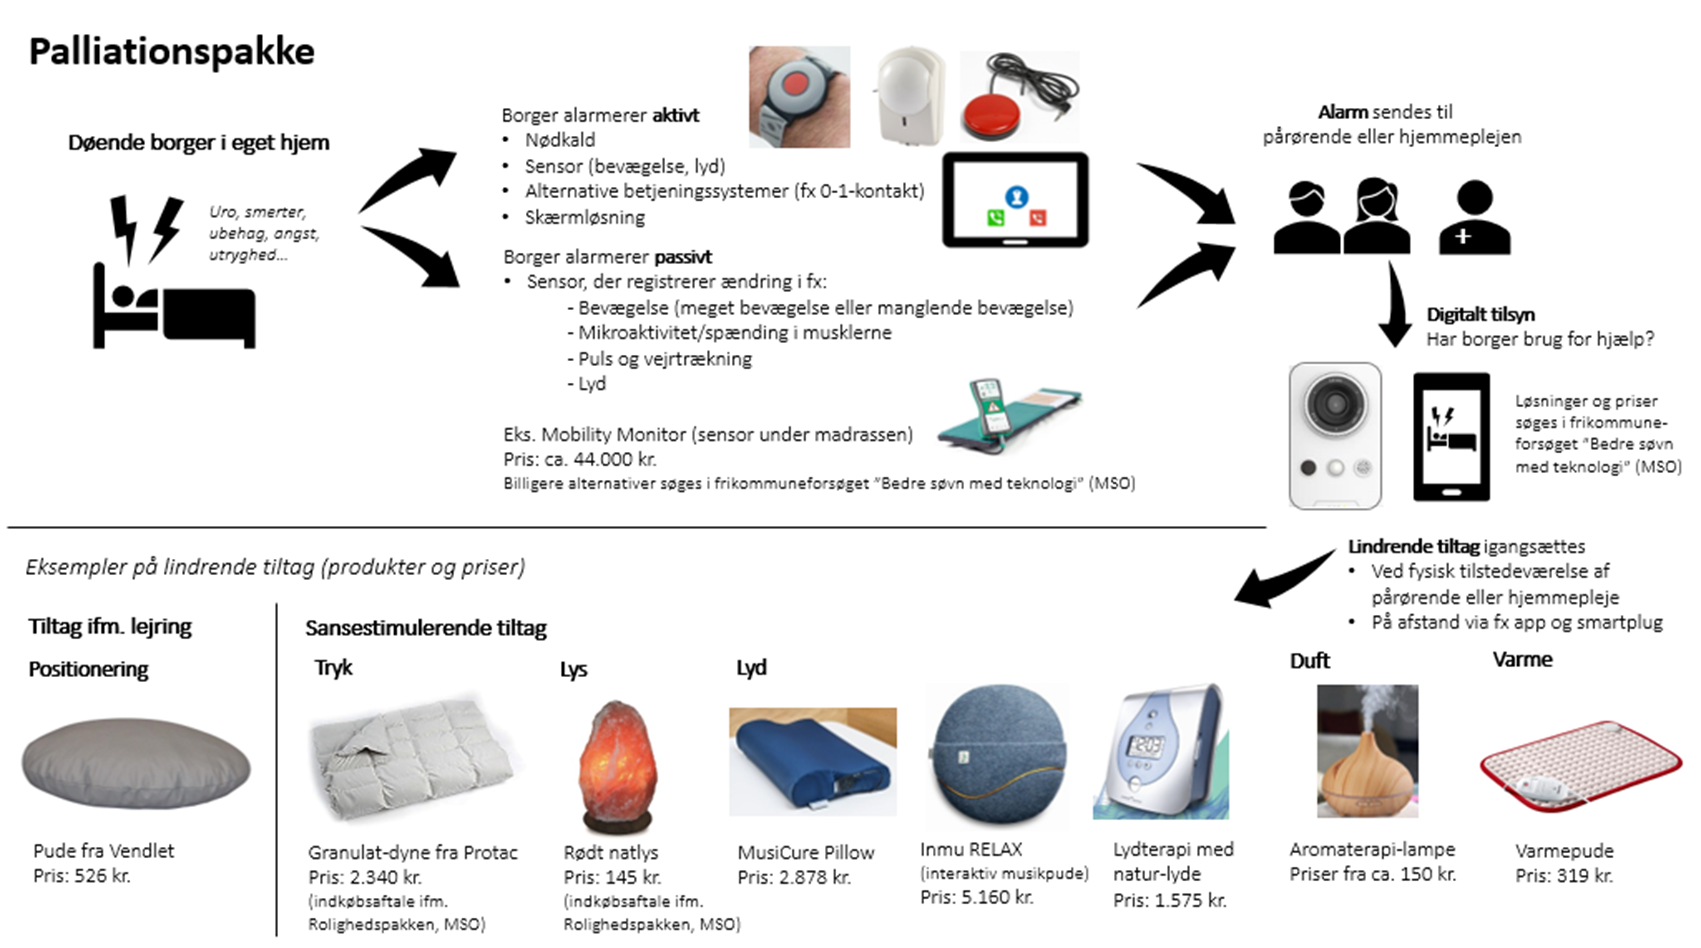 Palliationspakke
Døende borger i eget hjem
Uro, smerter,
ubehag, angst,
utryghed...
Borger alarmerer aktivt
• Nødkald
• Sensor (bevægelse, lyd)
• Alternative betjeningssystemer (fx 0-1-kontakt)
• Skærmløsning
Borger alarmerer passivt
• Sensor, der registrerer ændring i fx:
- Bevægelse (meget bevægelse eller manglende bevægelse)
- Mikroaktivitet/spænding i musklerne
- Puls og vejrtrækning
- Lyd
Eks. Mobility Monitor (sensor under madrassen)
Pris: ca. 44.000 kr.
Billigere alternativer søges i frikommuneforsøget "Bedre søvn med teknologi" (MSO)
Alarm sendes til
pårørende eller hjemmeplejen
Digitalt tilsyn
Har borger brug for hjælp?
Løsninger og priser
søges i frikommune-
forsøget "Bedre søvn
med teknologi" (MSO)
Lindrende tiltag igangsættes
• Ved fysisk tilstedeværelse af
pårørende eller hjemmepleje
• På afstand via fx app og smartplug
Eksempler på lindrende tiltag (produkter og priser)
Tiltag ifm. lejring
Positionering
Pude fra Vendlet
Pris: 526 kr.
Sansestimulerende tiltag
Tryk
Granulat-dyne fra Protac
Pris: 2.340 kr.
(indkøbsaftale ifm.
Rolighedspakken, MSO)
Lys
Rødt natlys
Pris: 145 kr.
(indkøbsaftale ifm.
Rolighedspakken, MSO)
Lyd
MusiCure Pillow
Pris: 2.878 kr.
Inmu RELAX
(interaktiv musikpude)
Pris: 5.160 kr.
12:03
Lydterapi med
natur-lyde
Pris: 1.575 kr.
Duft
Aromaterapi-lampe
Priser fra ca. 150 kr.
Varme
Varmepude
Pris: 319 kr.